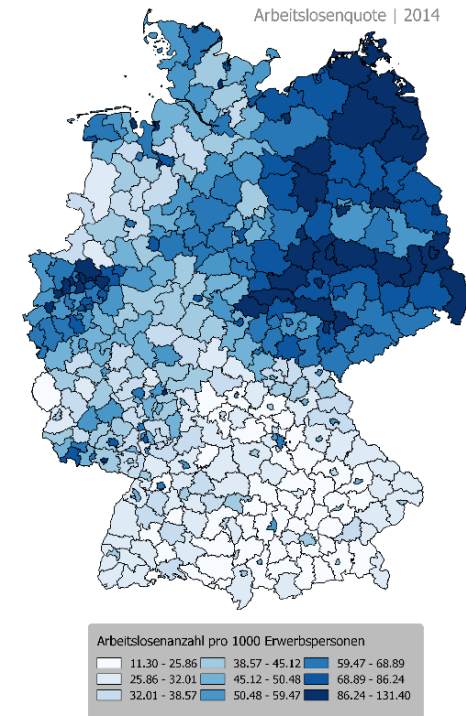 Arbeitslosenquote | 2014
Arbeitslosenanzahl pro 1000 Erwerbspersonen
11.30 - 25.86 38.57 - 45.12 59.47 - 68.89
25.86 - 32.01 45.12 - 50.48 68.89 - 86.24
32.01 - 38.57 50.48 - 59.47 86.24 - 131.40